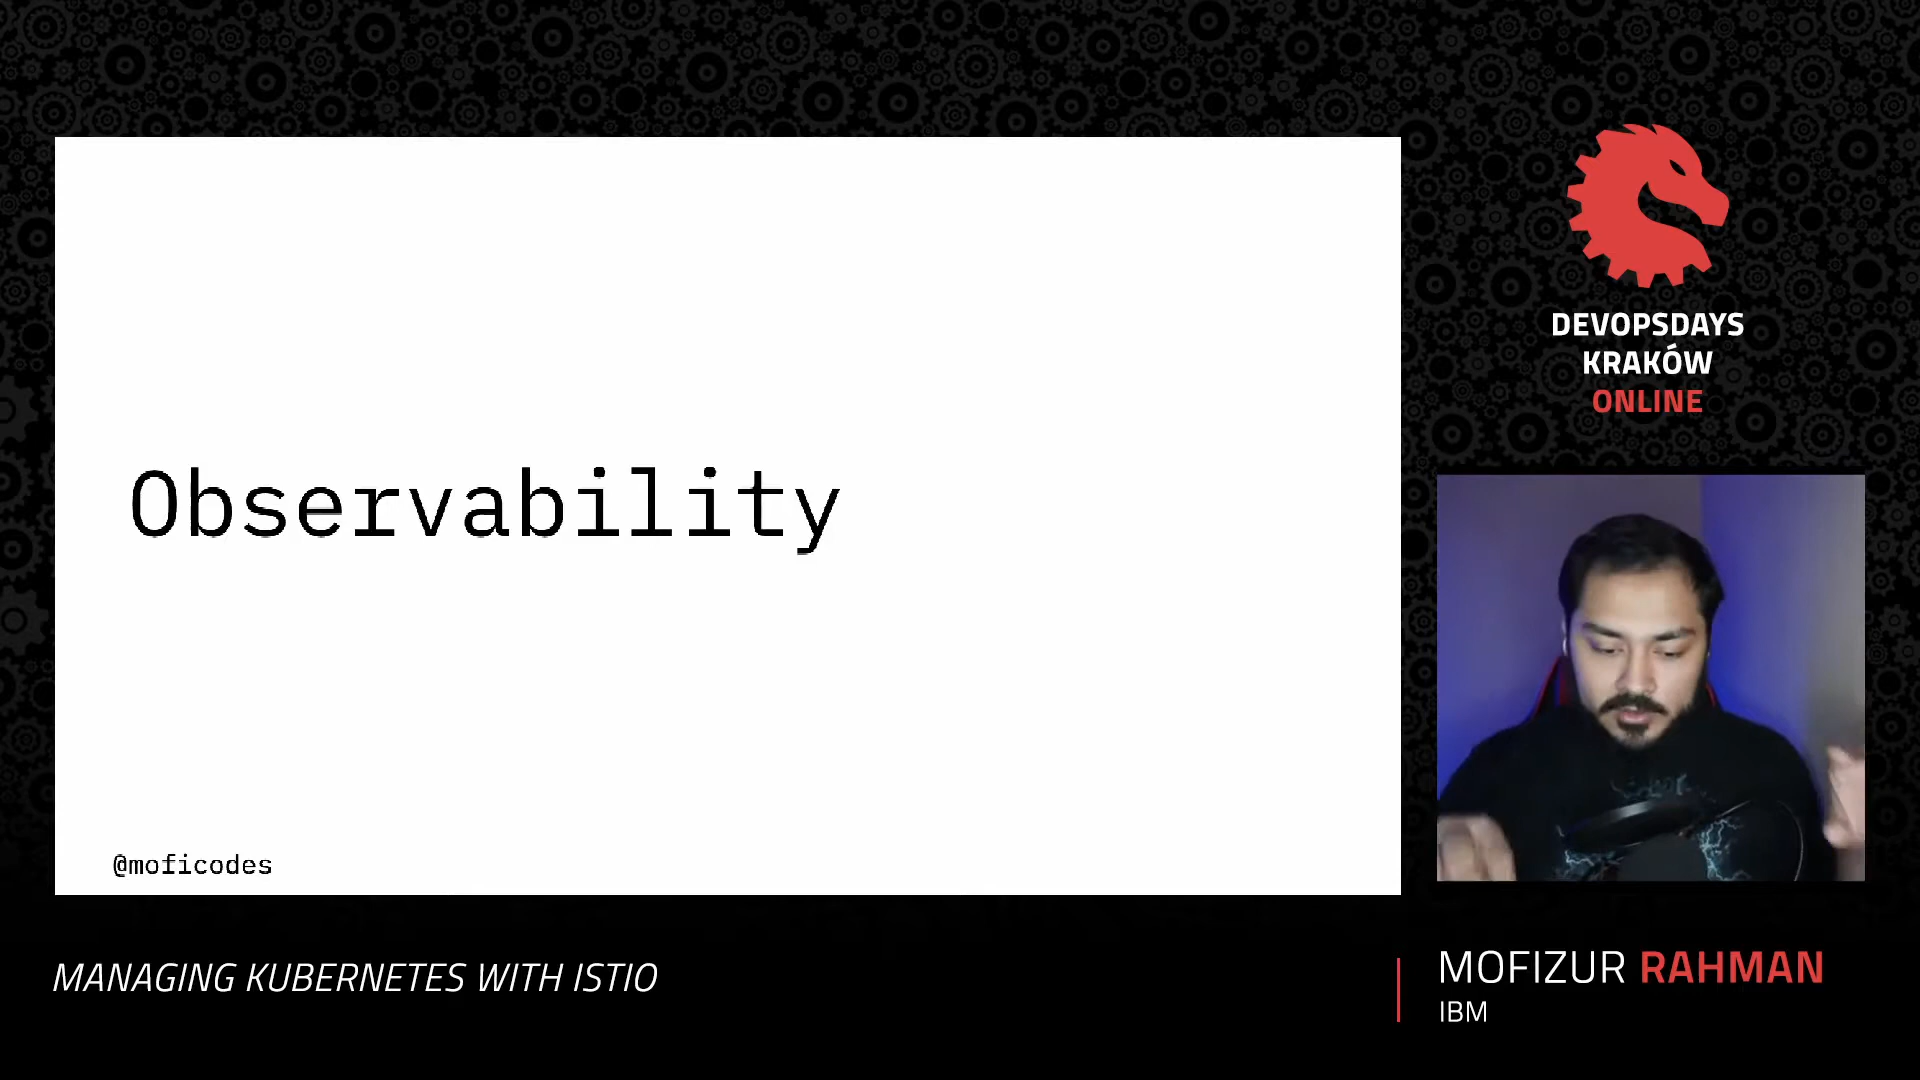 Observability
@moficodes
DEVOPSDAYS
KRAKÓW
ONLINE
MANAGING KUBERNETES WITH ISTIO
MOFIZUR RAHMAN
IBM